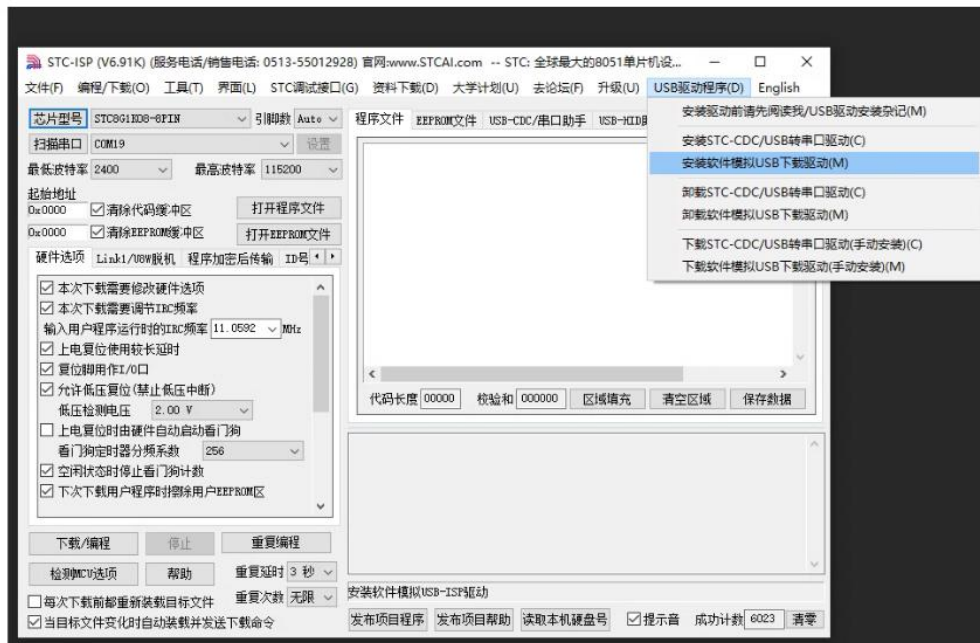 STC-ISP (V6.91K) (服务电话/销售电话: 0513-55012928) 官网:www.STCAI.com -- STC: 全球最大的8051单片机设...
文件(F) 编程/下载(O) 工具(T) 界面(L) STC调试接口(G) 资料下载(D) 大学计划(U) 去论坛(F) 升级(U) USB驱动程序(D) English
安装驱动前请先阅读我/USB驱动安装杂记(M)
安装STC-CDC/USB转串口驱动(C)
安装软件模拟USB下载驱动(M)
卸载STC-CDC/USB转串口驱动(C)
卸载软件模拟USB下载驱动(M)
下载STC-CDC/USB转串口驱动(手动安装)(C)
下载软件模拟USB下载驱动(手动安装)(M)
芯片型号 STC8G1K08-8PIN 引脚数 Auto
扫描串口 COM19 设置
最低波特率 2400 最高波特率 115200
起始地址
0x0000 清除代码缓冲区 打开程序文件
0x0000 清除EEPROM缓冲区 打开EEPROM文件
硬件选项 Link1/U8W脱机 程序加密后传输 ID号
本次下载需要修改硬件选项
本次下载需要调节IRC频率
输入用户程序运行时的IRC频率 11.0592 MHz
上电复位使用较长延时
复位脚用作I/O口
允许低压复位(禁止低压中断)
低压检测电压 2.00 V
上电复位时由硬件自动启动看门狗
看门狗定时器分频系数 256
空闲状态时停止看门狗计数
下次下载用户程序时擦除用户EEPROM区
下载/编程 停止 重复编程
检测MCU选项 帮助 重复延时 3 秒
每次下载前都重新装载目标文件 重复次数 无限
当目标文件变化时自动装载并发送下载命令
程序文件 EEPROM文件 USB-CDC/串口助手 USB-HID
代码长度 00000 校验和 000000 区域填充 清空区域 保存数据
安装软件模拟USB-ISP驱动
发布项目程序 发布项目帮助 读取本机硬盘号 提示音 成功计数 6023 清零